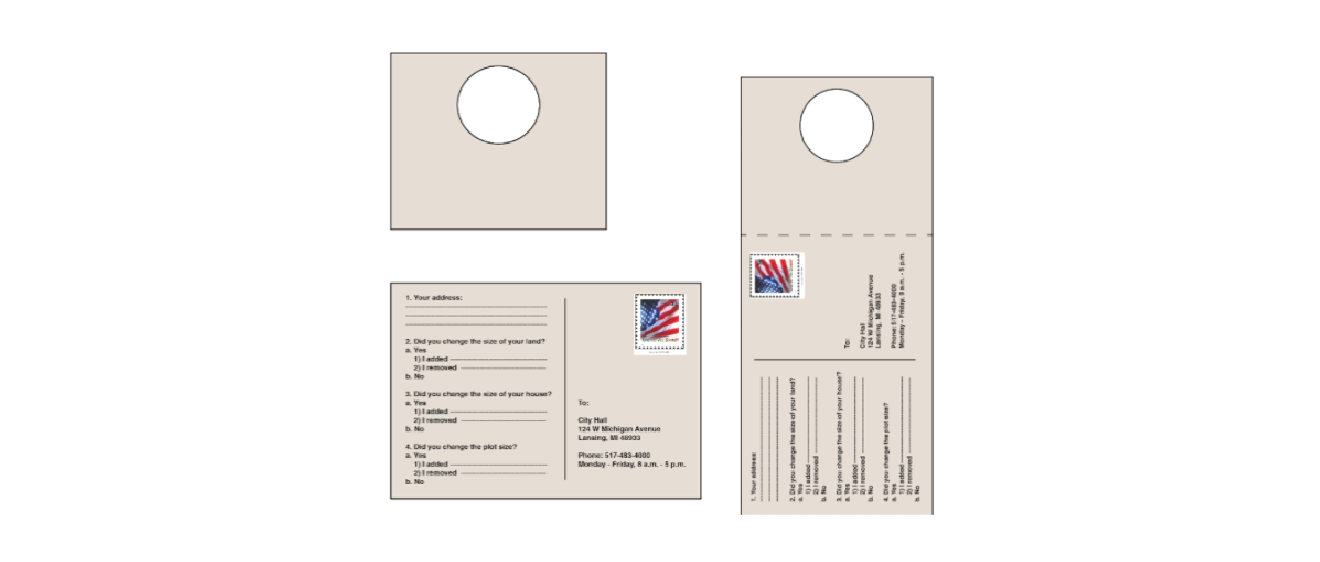 1. Your address:
2. Did you change the size of your land?
a. Yes
1) I added
2) I removed
b. No
3. Did you change the size of your house?
a. Yes
1) I added
2) I removed
b. No
4. Did you change the plot size?
a. Yes
1) I added
2) I removed
b. No
To:
City Hall
124 W Michigan Avenue
Lansing, MI 48933
Phone: 517-483-4000
Monday - Friday, 8 a.m. - 5 p.m.
To:
City Hall
124 W Michigan Avenue
Lansing, MI 48933
Phone: 517-483-4000
Monday - Friday, 8 a.m. - 5 p.m.
1. Your address:
2. Did you change the size of your land?
a. Yes
1) I added
2) I removed
b. No
3. Did you change the size of your house?
a. Yes
1) I added
2) I removed
b. No
4. Did you change the plot size?
a. Yes
1) I added
2) I removed
b. No